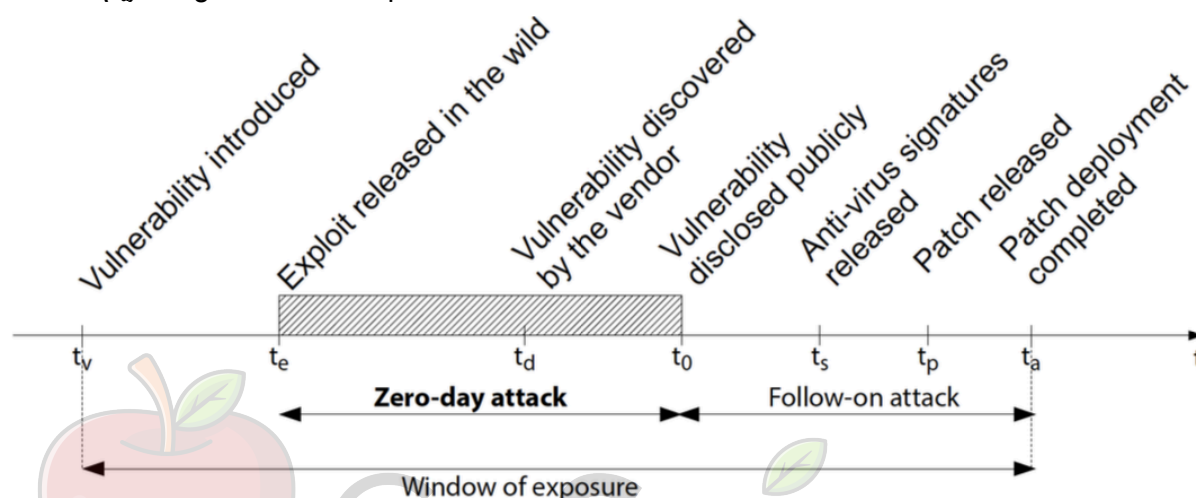 Vulnerability introduced
Exploit released in the wild
Vulnerability discovered
by the vendor
Vulnerability
disclosed publicly
Anti-virus signatures
released
Patch released
Patch deployment
completed
tv
te
td
t0
ts
tp
ta
t
Zero-day attack
Follow-on attack
Window of exposure